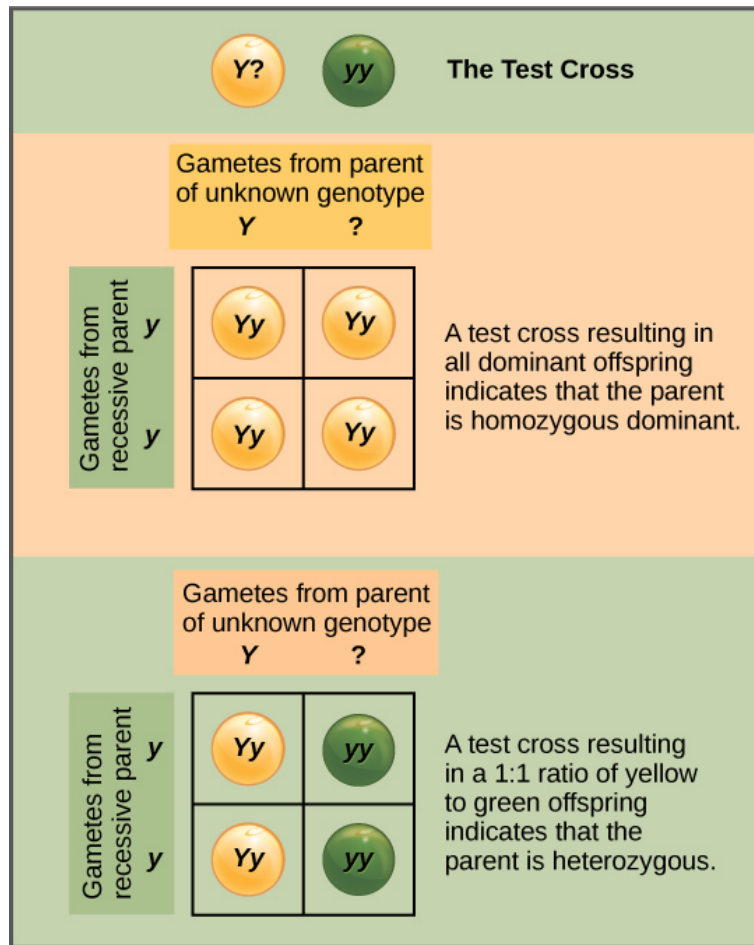 Y? yy The Test Cross
Gametes from parent
of unknown genotype
Y ?
Gametes from
recessive parent
y Yy Yy
y Yy Yy
A test cross resulting in
all dominant offspring
indicates that the parent
is homozygous dominant.
Gametes from parent
of unknown genotype
Y ?
Gametes from
recessive parent
y Yy yy
y Yy yy
A test cross resulting
in a 1:1 ratio of yellow
to green offspring
indicates that the
parent is heterozygous.